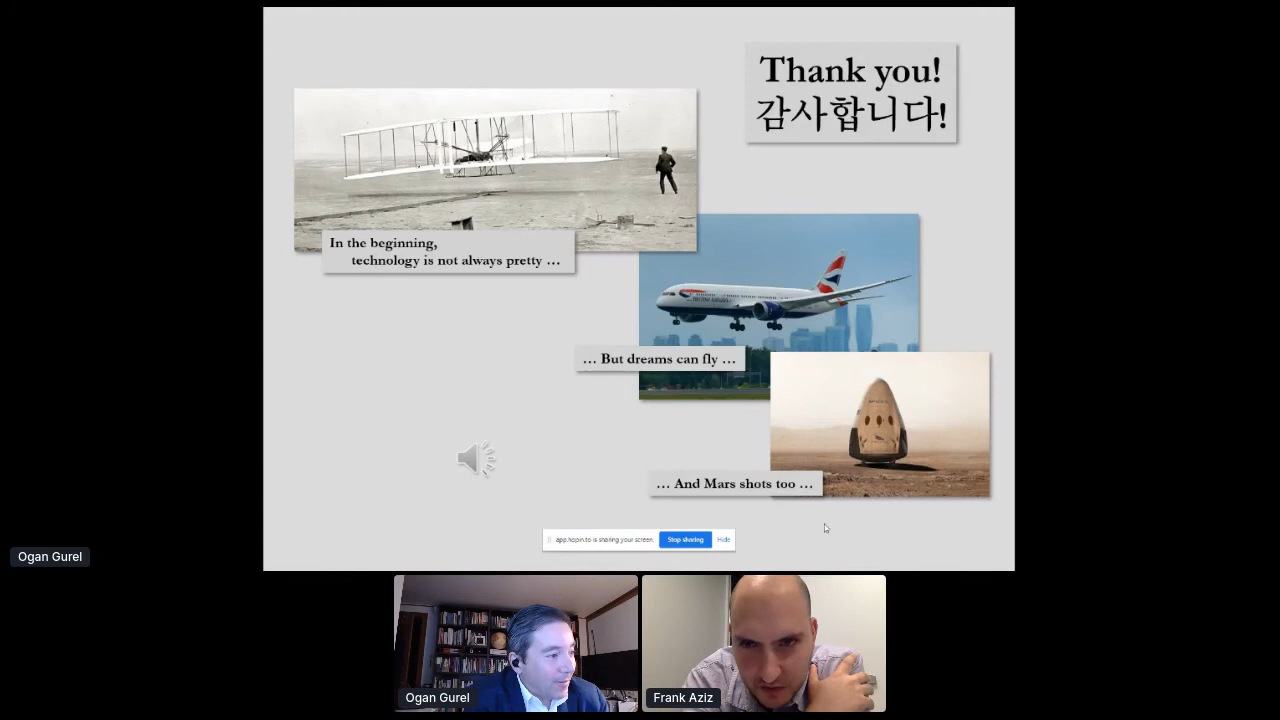 Thank you!
감사합니다!
In the beginning,
technology is not always pretty ...
... But dreams can fly ...
... And Mars shots too ...
app.hopin.to is sharing your screen.
Stop sharing
Hide
Ogan Gurel
Ogan Gurel
Frank Aziz